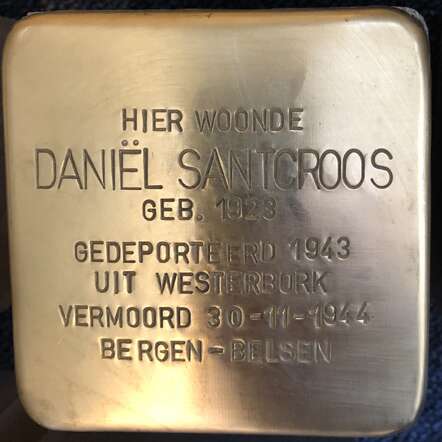 HIER WOONDE
DANIËL SANTCROOS
GEB. 1923
GEDEPORTEERD 1943
UIT WESTERBORK
VERMOORD 30-11-1944
BERGEN-BELSEN